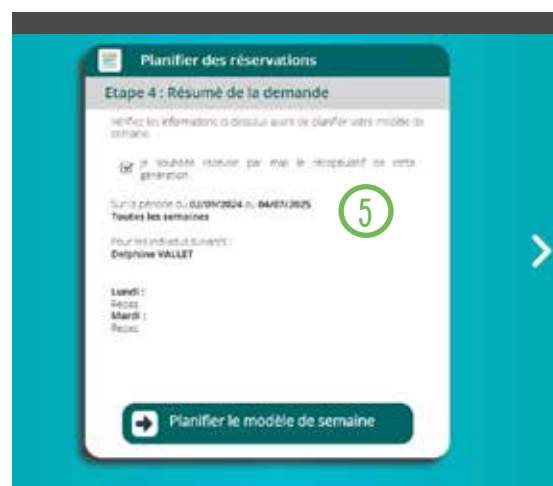 Planifier des réservations
Etape 4 : Résumé de la demande
Vérifiez les informations ci-dessous avant de planifier votre modèle de
semaine
Je souhaite recevoir par mail le récapitulatif de cette
génération
Sur la période du 02/09/2024 au 04/07/2025
Toutes les semaines
Pour les individus suivants :
Delphine VALLET
5
Lundi :
Repas
Mardi :
Repas
Planifier le modèle de semaine